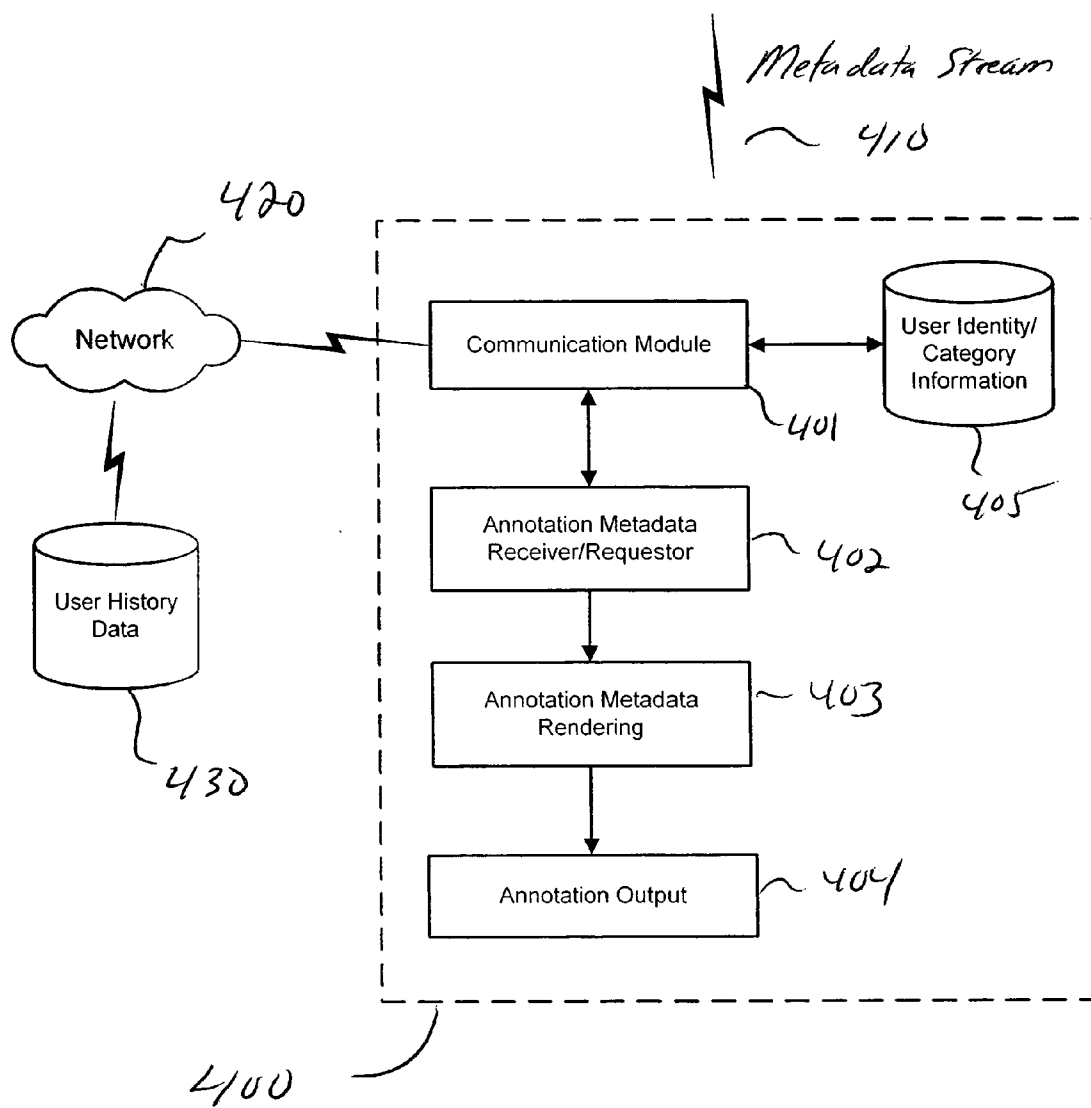 Metadata Stream
410
420
Network
Communication Module
User Identity/
Category
Information
401
405
Annotation Metadata
Receiver/Requestor
402
User History
Data
Annotation Metadata
Rendering
403
430
Annotation Output
404
400